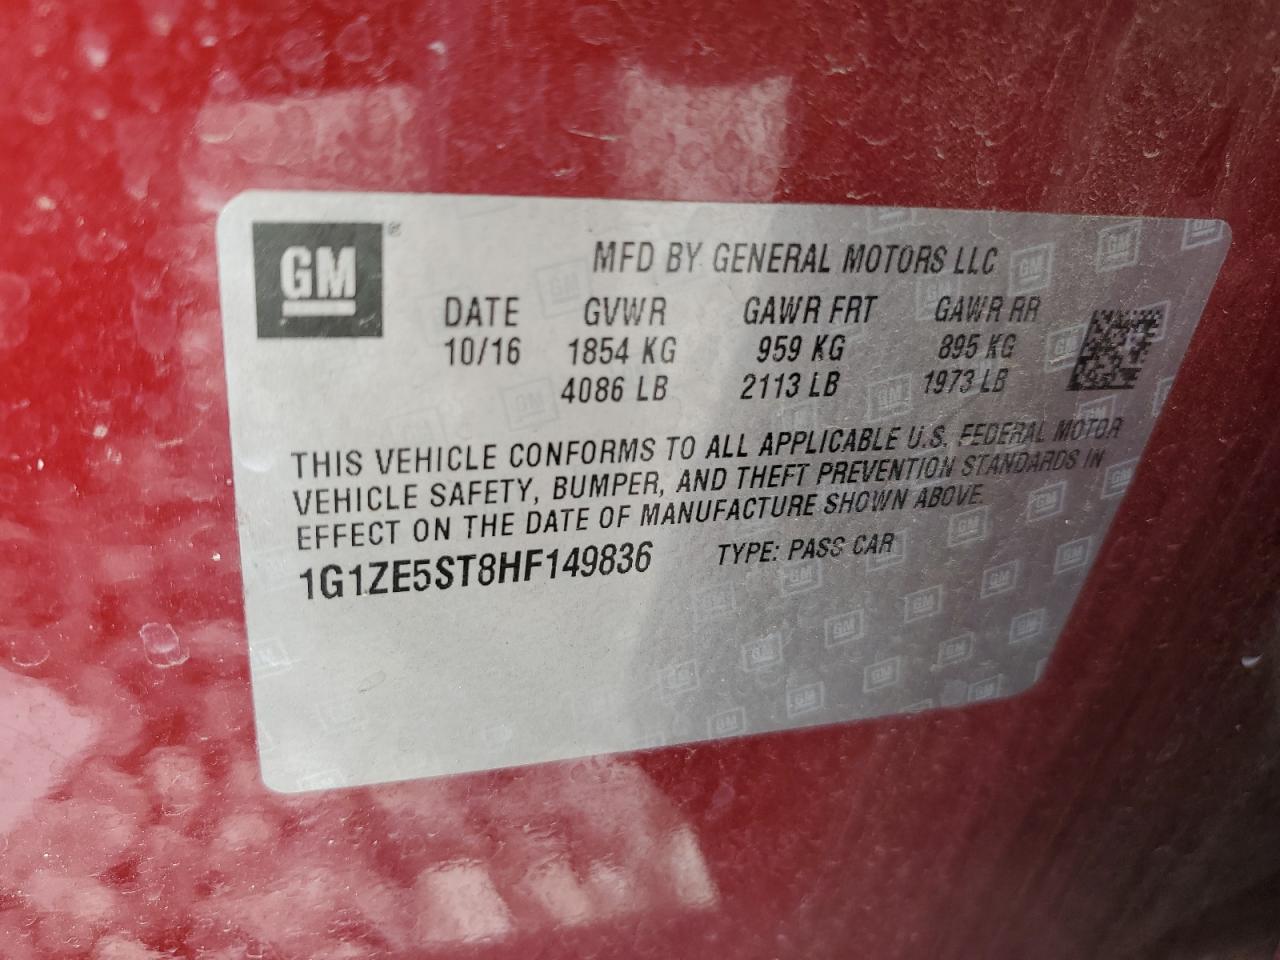 GM®
MFD BY GENERAL MOTORS LLC
DATE GVWR GAWR FRT GAWR RR
10/16 1854 KG 959 KG 895 KG
4086 LB 2113 LB 1973 LB
THIS VEHICLE CONFORMS TO ALL APPLICABLE U.S. FEDERAL MOTOR
VEHICLE SAFETY, BUMPER, AND THEFT PREVENTION STANDARDS IN
EFFECT ON THE DATE OF MANUFACTURE SHOWN ABOVE.
1G1ZE5ST8HF149836 TYPE: PASS CAR